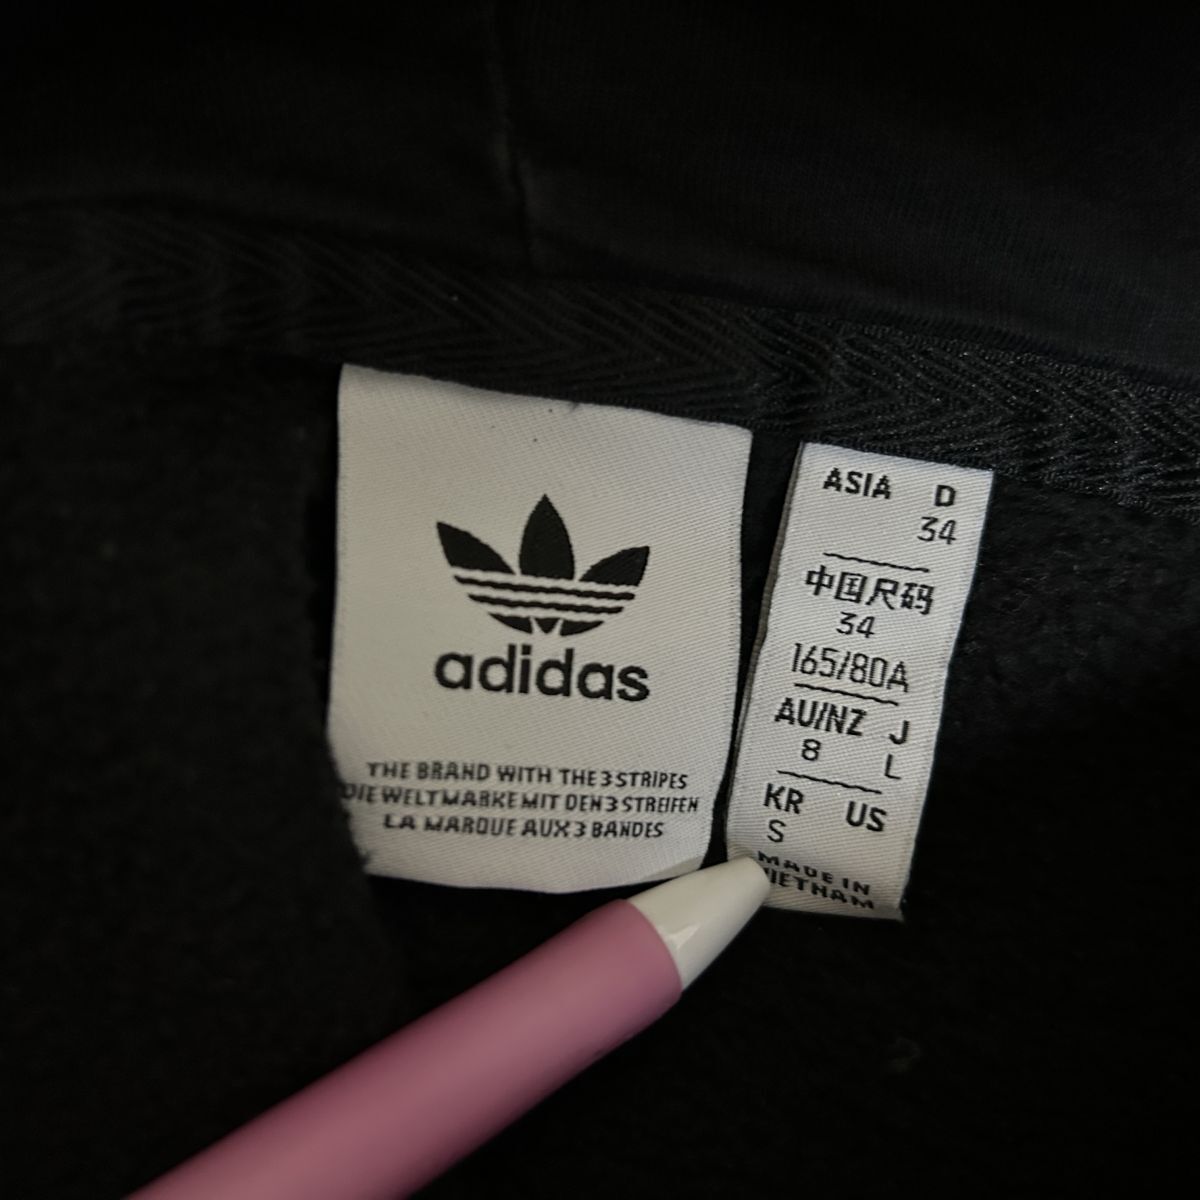 adidas
THE BRAND WITH THE 3 STRIPES
DIE WELTMARKE MIT DEN 3 STREIFEN
LA MARQUE AUX 3 BANDES
ASIA D
34
中国尺码
34
165/80A
AU/NZ J
8 L
KR US
S
MADE IN
VIETNAM